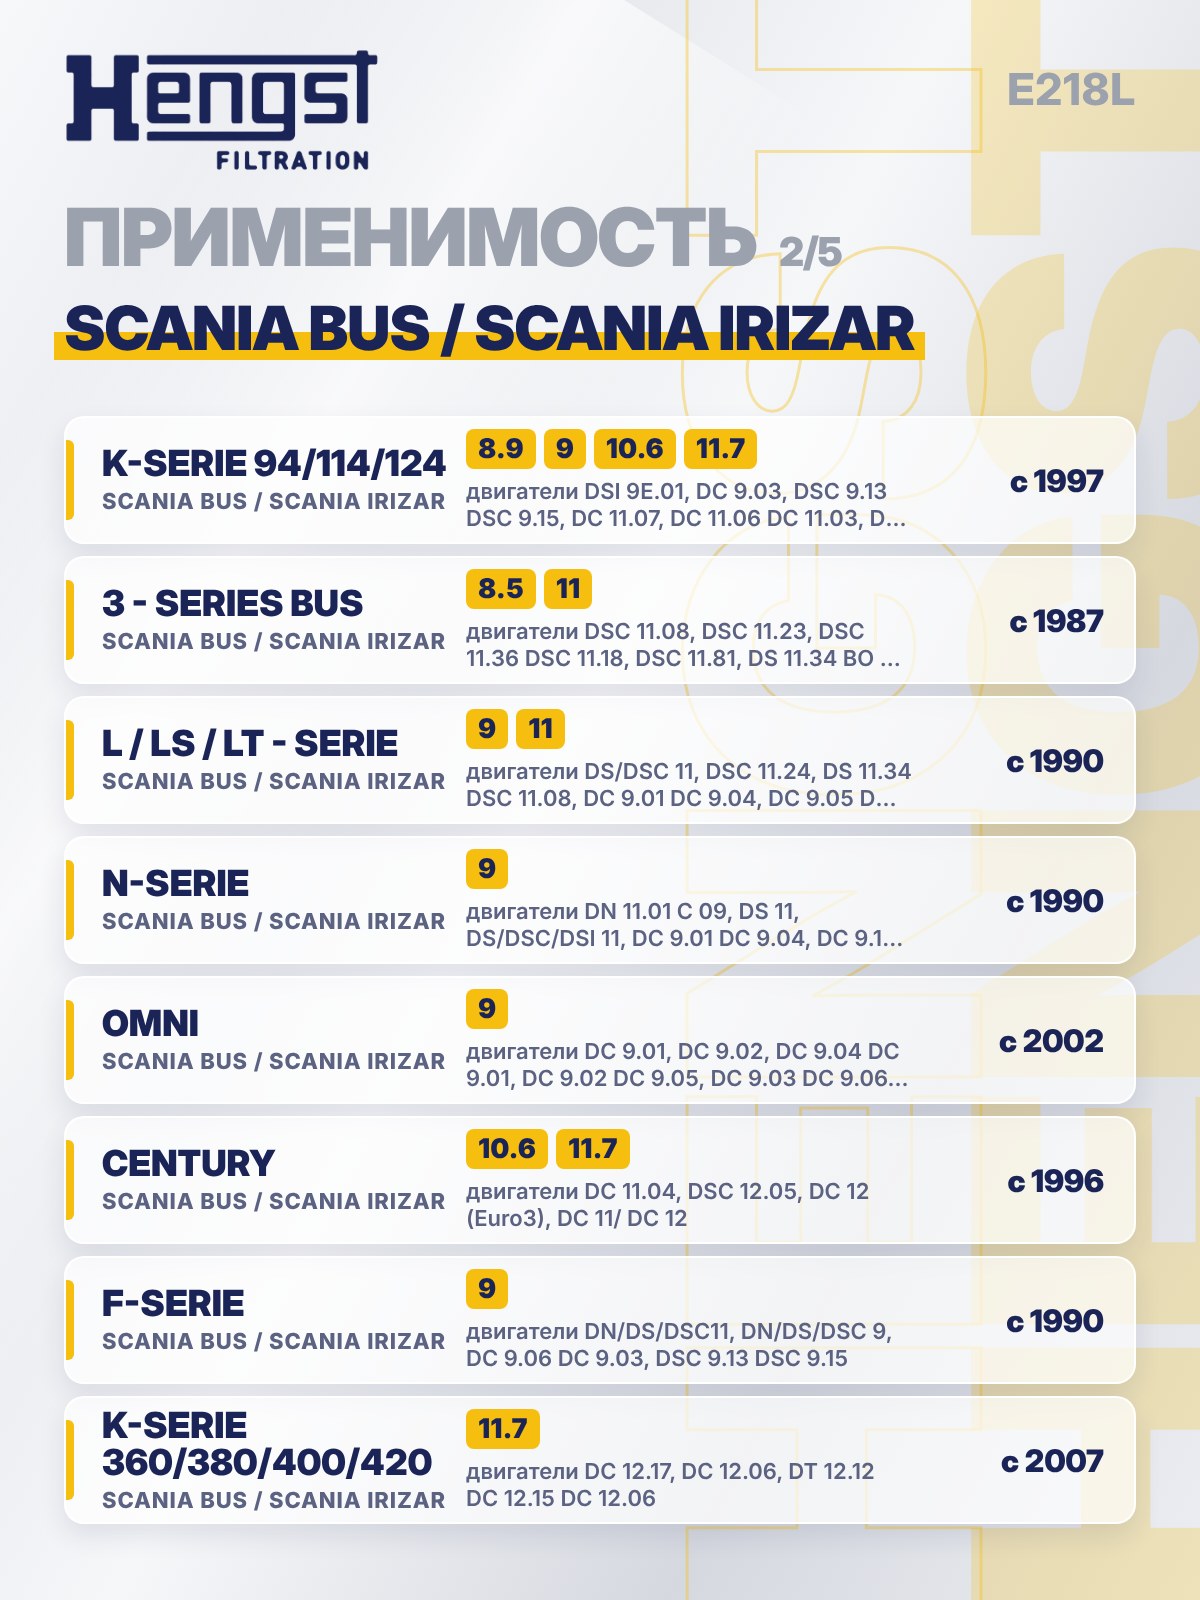 Hengst
FILTRATION
E218L
ПРИМЕНИМОСТЬ 2/5
SCANIA BUS / SCANIA IRIZAR
K-SERIE 94/114/124
SCANIA BUS / SCANIA IRIZAR
8.9 9 10.6 11.7
двигатели DSI 9E.01, DC 9.03, DSC 9.13
DSC 9.15, DC 11.07, DC 11.06 DC 11.03, D...
с 1997
3 - SERIES BUS
SCANIA BUS / SCANIA IRIZAR
8.5 11
двигатели DSC 11.08, DSC 11.23, DSC
11.36 DSC 11.18, DSC 11.81, DS 11.34 BO ...
с 1987
L / LS / LT - SERIE
SCANIA BUS / SCANIA IRIZAR
9 11
двигатели DS/DSC 11, DSC 11.24, DS 11.34
DSC 11.08, DC 9.01 DC 9.04, DC 9.05 D...
с 1990
N-SERIE
SCANIA BUS / SCANIA IRIZAR
9
двигатели DN 11.01 C 09, DS 11,
DS/DSC/DSI 11, DC 9.01 DC 9.04, DC 9.1...
с 1990
OMNI
SCANIA BUS / SCANIA IRIZAR
9
двигатели DC 9.01, DC 9.02, DC 9.04 DC
9.01, DC 9.02 DC 9.05, DC 9.03 DC 9.06...
с 2002
CENTURY
SCANIA BUS / SCANIA IRIZAR
10.6 11.7
двигатели DC 11.04, DSC 12.05, DC 12
(Euro3), DC 11/ DC 12
с 1996
F-SERIE
SCANIA BUS / SCANIA IRIZAR
9
двигатели DN/DS/DSC11, DN/DS/DSC 9,
DC 9.06 DC 9.03, DSC 9.13 DSC 9.15
с 1990
K-SERIE
360/380/400/420
SCANIA BUS / SCANIA IRIZAR
11.7
двигатели DC 12.17, DC 12.06, DT 12.12
DC 12.15 DC 12.06
с 2007